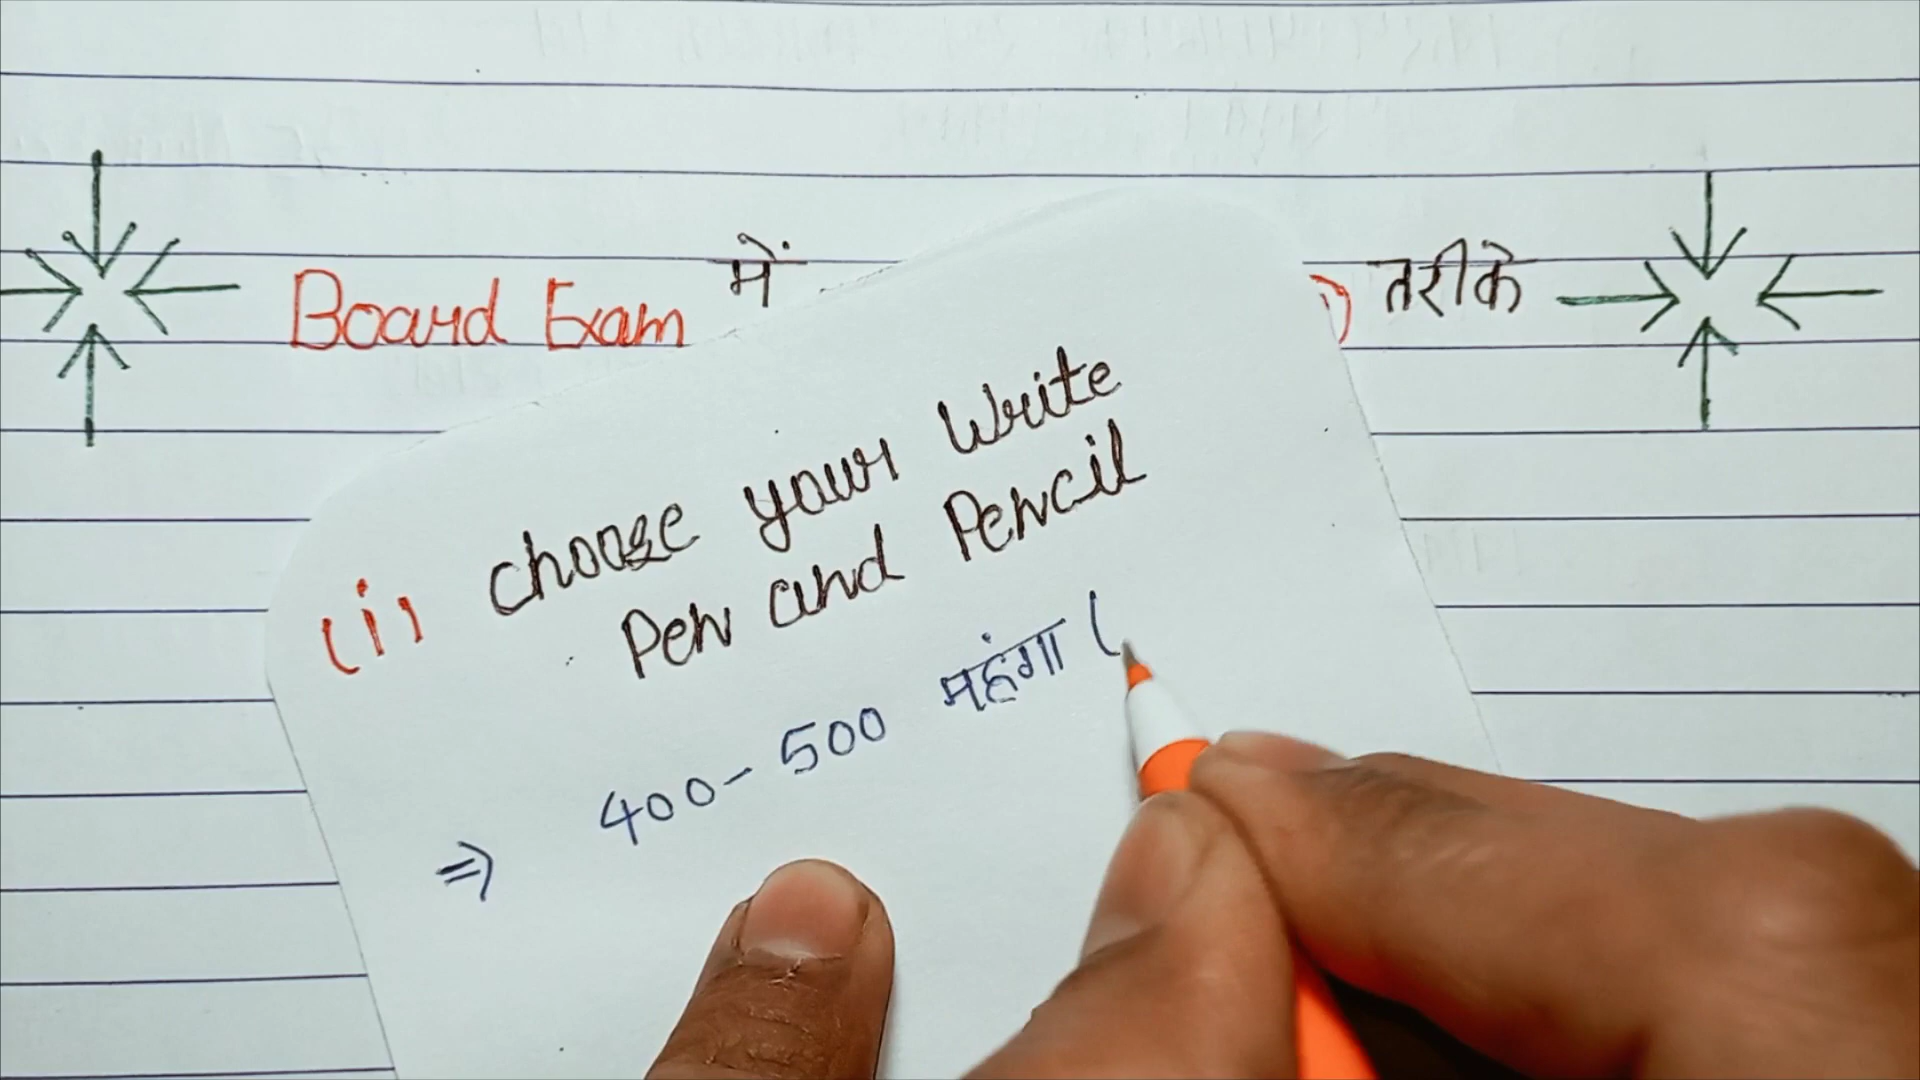 Board Exam में ) तरीके
(i) choose your Write
Pen and Pencil
⇒ 400-500 महंगा (